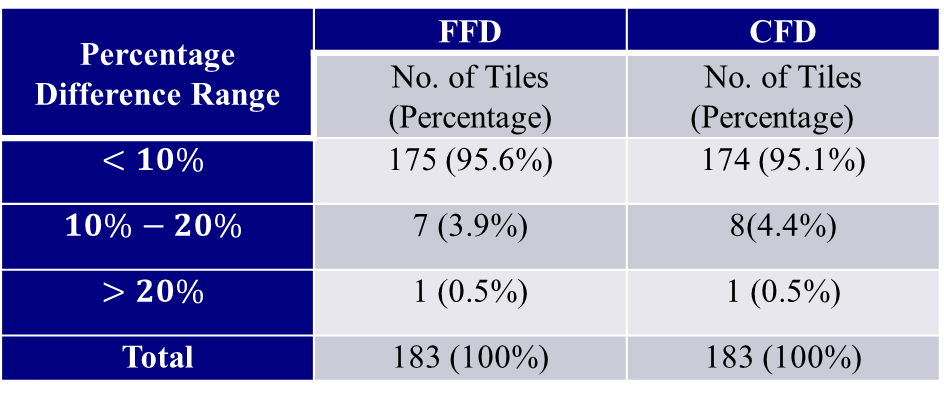 Percentage
Difference Range
FFD
CFD
No. of Tiles
(Percentage)
No. of Tiles
(Percentage)
< 10%
175 (95.6%)
174 (95.1%)
10% − 20%
7 (3.9%)
8(4.4%)
> 20%
1 (0.5%)
1 (0.5%)
Total
183 (100%)
183 (100%)